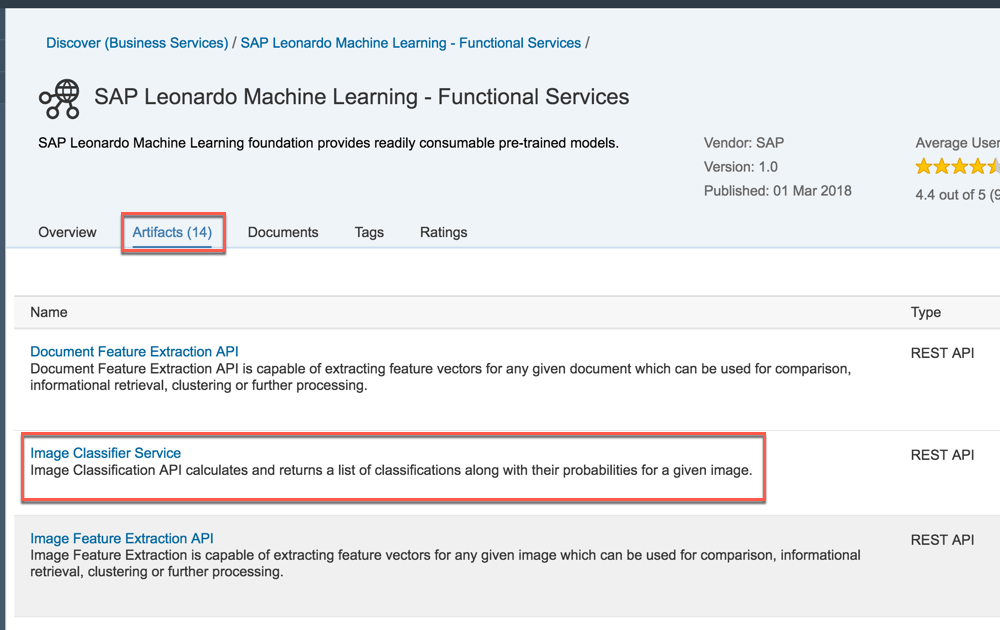 Discover (Business Services) / SAP Leonardo Machine Learning - Functional Services /
SAP Leonardo Machine Learning - Functional Services
SAP Leonardo Machine Learning foundation provides readily consumable pre-trained models.
Vendor: SAP
Version: 1.0
Published: 01 Mar 2018
Average User
4.4 out of 5 (9
Overview
Artifacts (14)
Documents
Tags
Ratings
Name
Type
Document Feature Extraction API
REST API
Document Feature Extraction API is capable of extracting feature vectors for any given document which can be used for comparison,
informational retrieval, clustering or further processing.
Image Classifier Service
REST API
Image Classification API calculates and returns a list of classifications along with their probabilities for a given image.
Image Feature Extraction API
REST API
Image Feature Extraction is capable of extracting feature vectors for any given image which can be used for comparison, informational
retrieval, clustering or further processing.